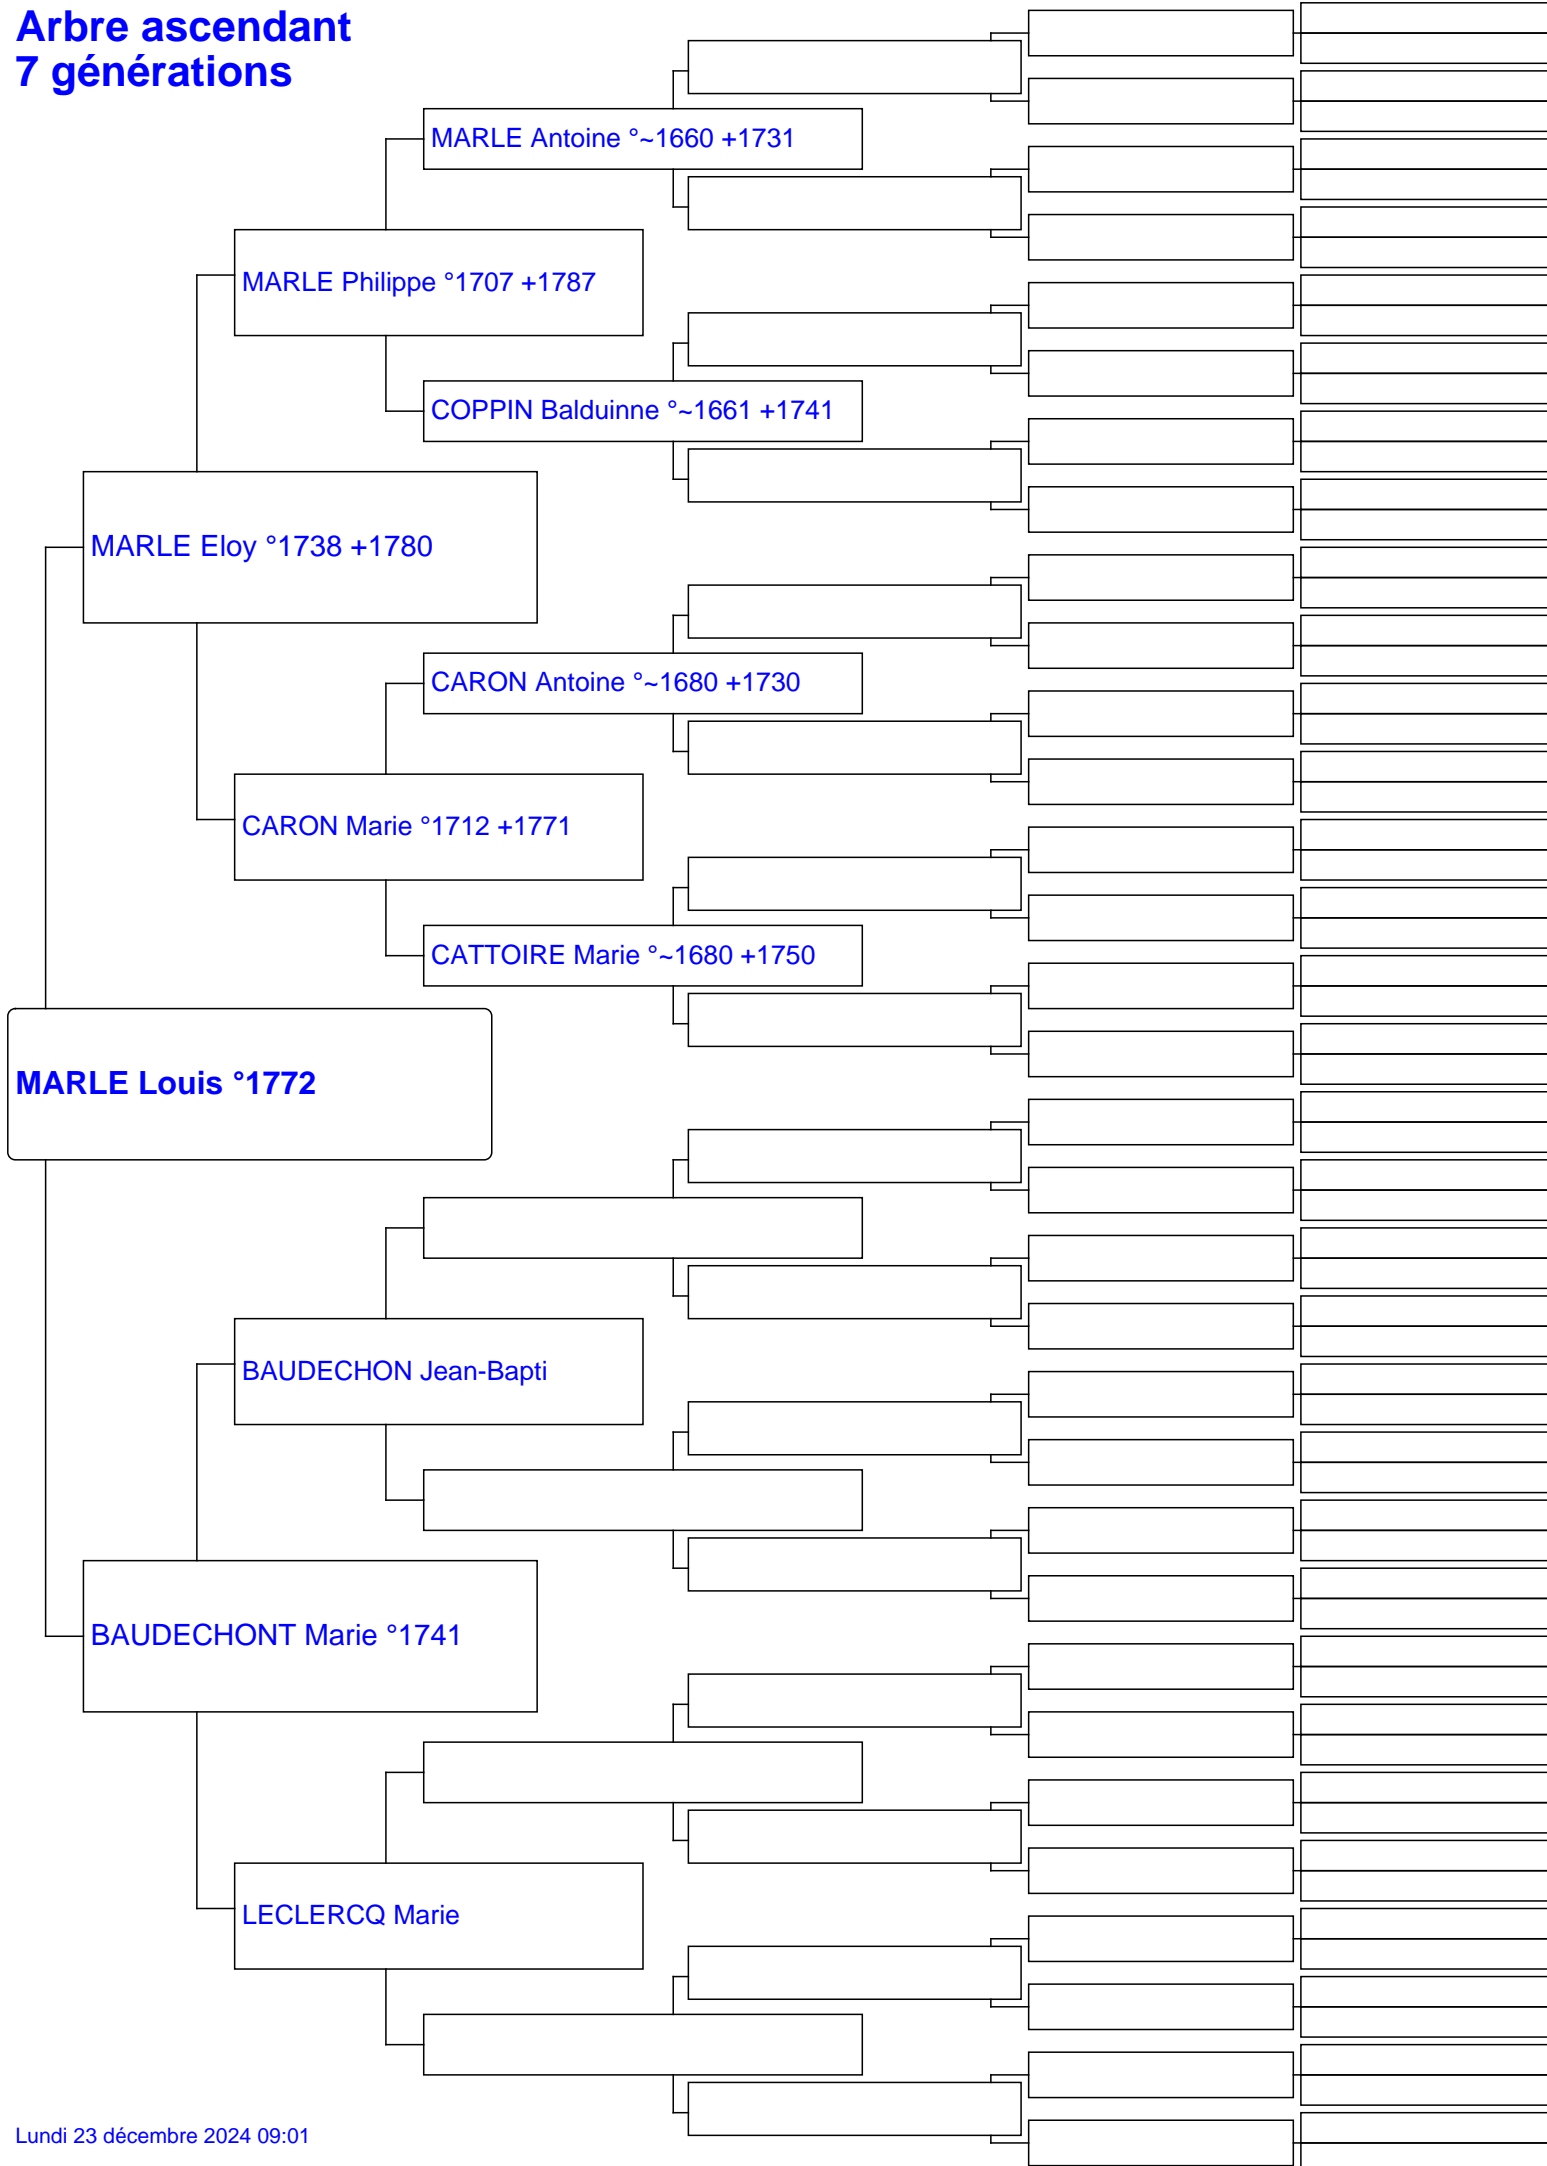 Arbre ascendant
7 générations
MARLE Antoine °~1660 +1731
MARLE Philippe °1707 +1787
COPPIN Balduinne °~1661 +1741
MARLE Eloy °1738 +1780
CARON Antoine °~1680 +1730
CARON Marie °1712 +1771
CATTOIRE Marie °~1680 +1750
MARLE Louis °1772
BAUDECHON Jean-Bapti
BAUDECHONT Marie °1741
LECLERCQ Marie
Lundi 23 décembre 2024 09:01